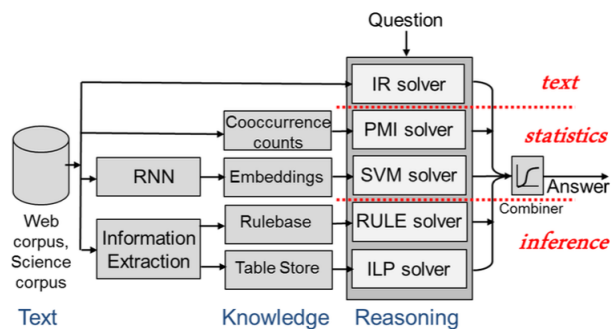 Question
IR solver
text
Cooccurrence
counts
PMI solver
statistics
RNN
Embeddings
SVM solver
Combiner
Answer
Web
corpus,
Science
corpus
Information
Extraction
Rulebase
RULE solver
inference
Table Store
ILP solver
Text
Knowledge
Reasoning